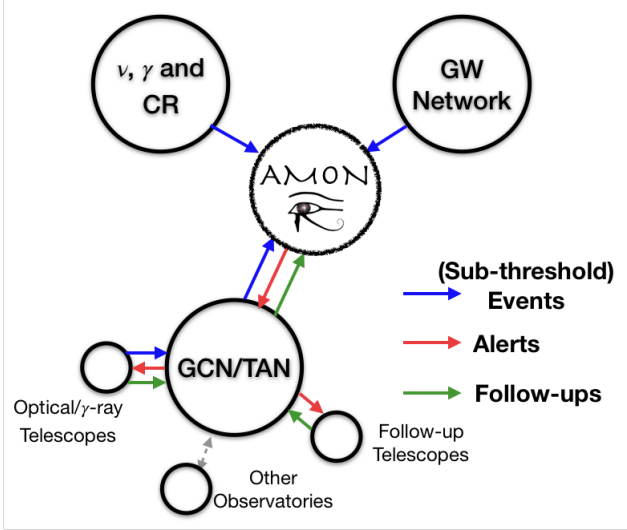 ν, γ and
CR
GW
Network
AMON
(Sub-threshold)
Events
Alerts
Follow-ups
GCN/TAN
Optical/γ-ray
Telescopes
Follow-up
Telescopes
Other
Observatories